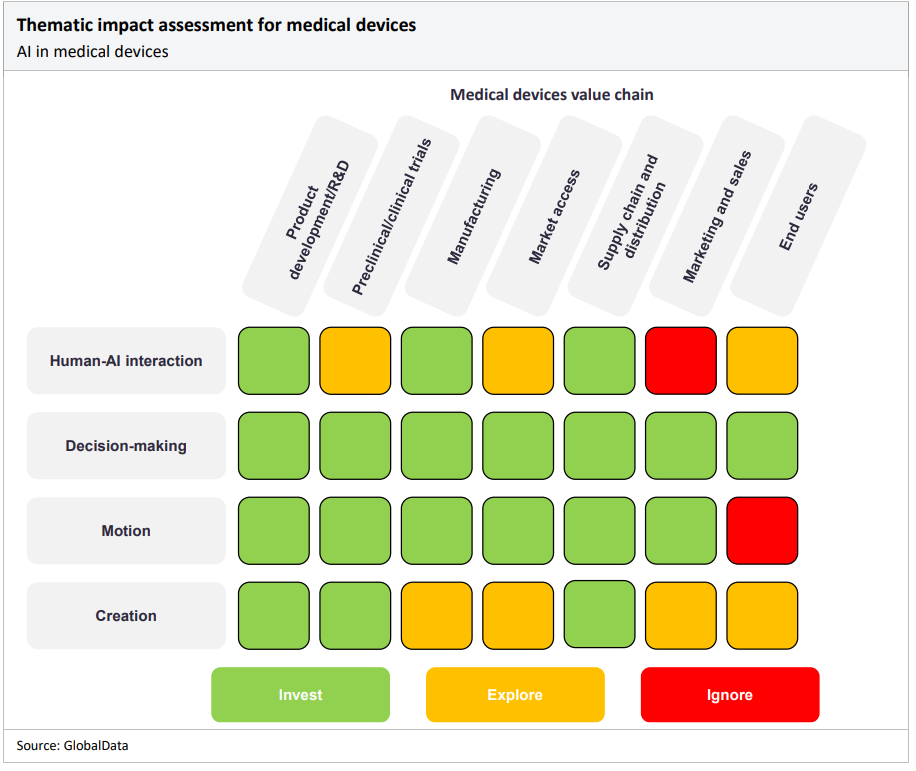 Thematic impact assessment for medical devices
AI in medical devices
Medical devices value chain
Product
development/R&D
Preclinical/clinical trials
Manufacturing
Market access
Supply chain and
distribution
Marketing and sales
End users
Human-AI interaction
Decision-making
Motion
Creation
Invest
Explore
Ignore
Source: GlobalData